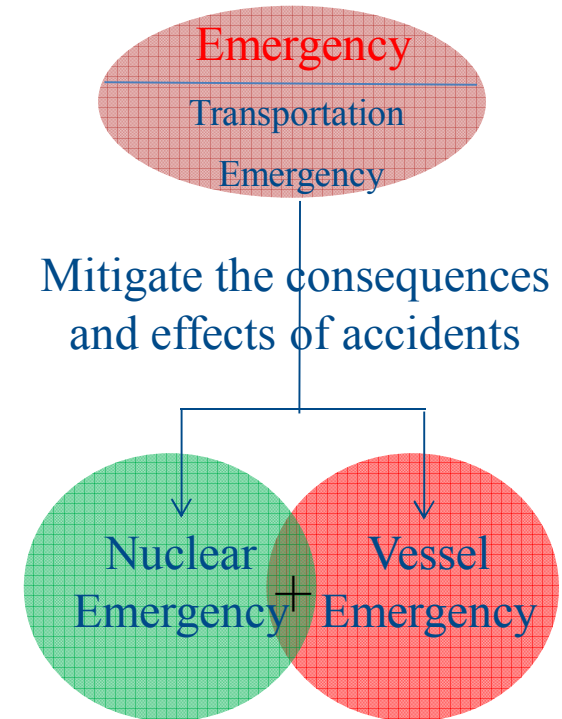 Emergency
Transportation
Emergency
Mitigate the consequences
and effects of accidents
Nuclear
Emergency
+
Vessel
Emergency